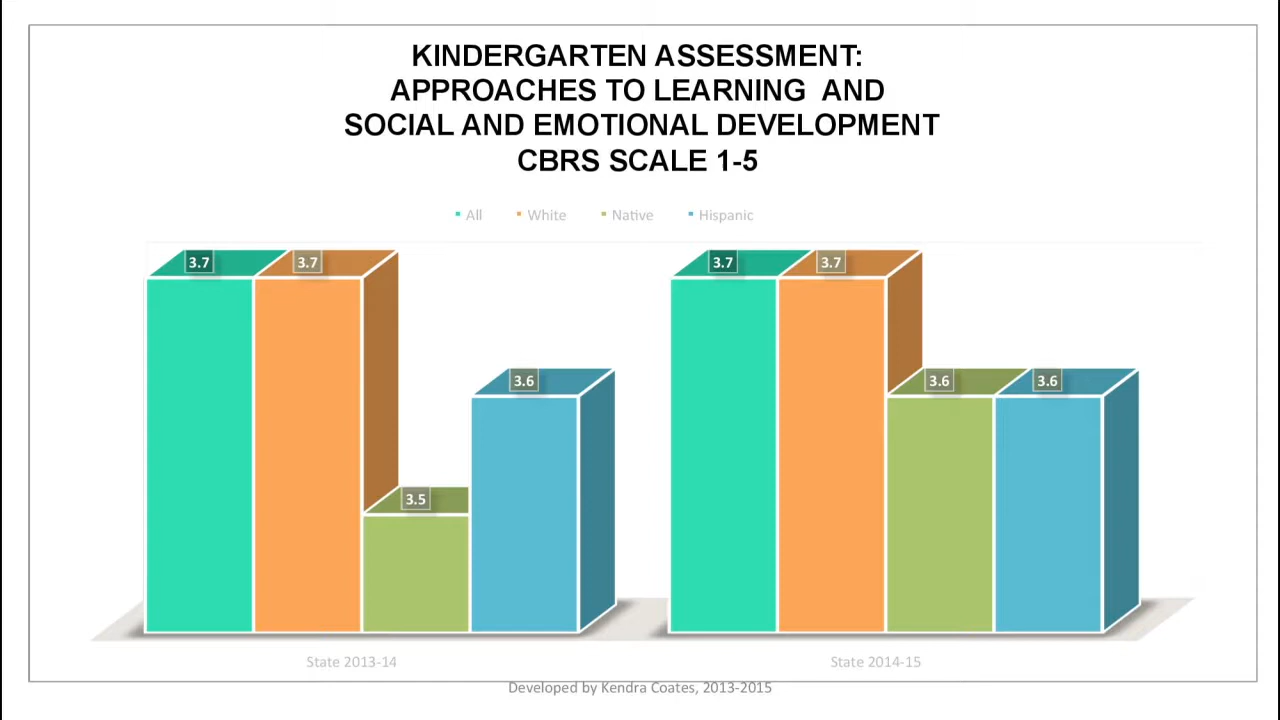 KINDERGARTEN ASSESSMENT:
APPROACHES TO LEARNING AND
SOCIAL AND EMOTIONAL DEVELOPMENT
CBRS SCALE 1-5
All White Native Hispanic
3.7 3.7 3.5 3.6 3.7 3.7 3.6 3.6
State 2013-14 State 2014-15
Developed by Kendra Coates, 2013-2015